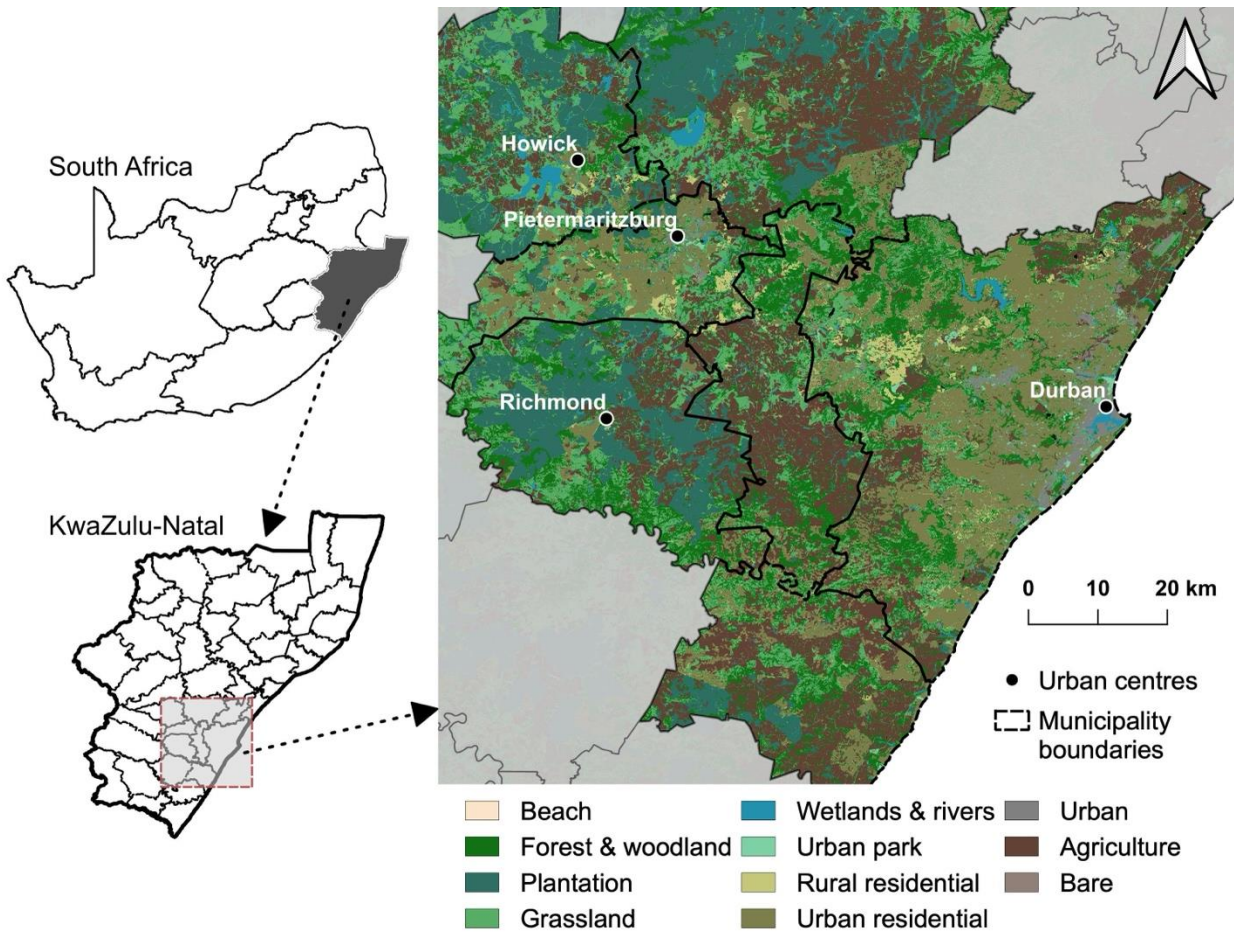 South Africa
KwaZulu-Natal
Howick
Pietermaritzburg
Richmond
Durban
0 10 20 km
Urban centres
Municipality
boundaries
Beach
Forest & woodland
Plantation
Grassland
Wetlands & rivers
Urban park
Rural residential
Urban residential
Urban
Agriculture
Bare